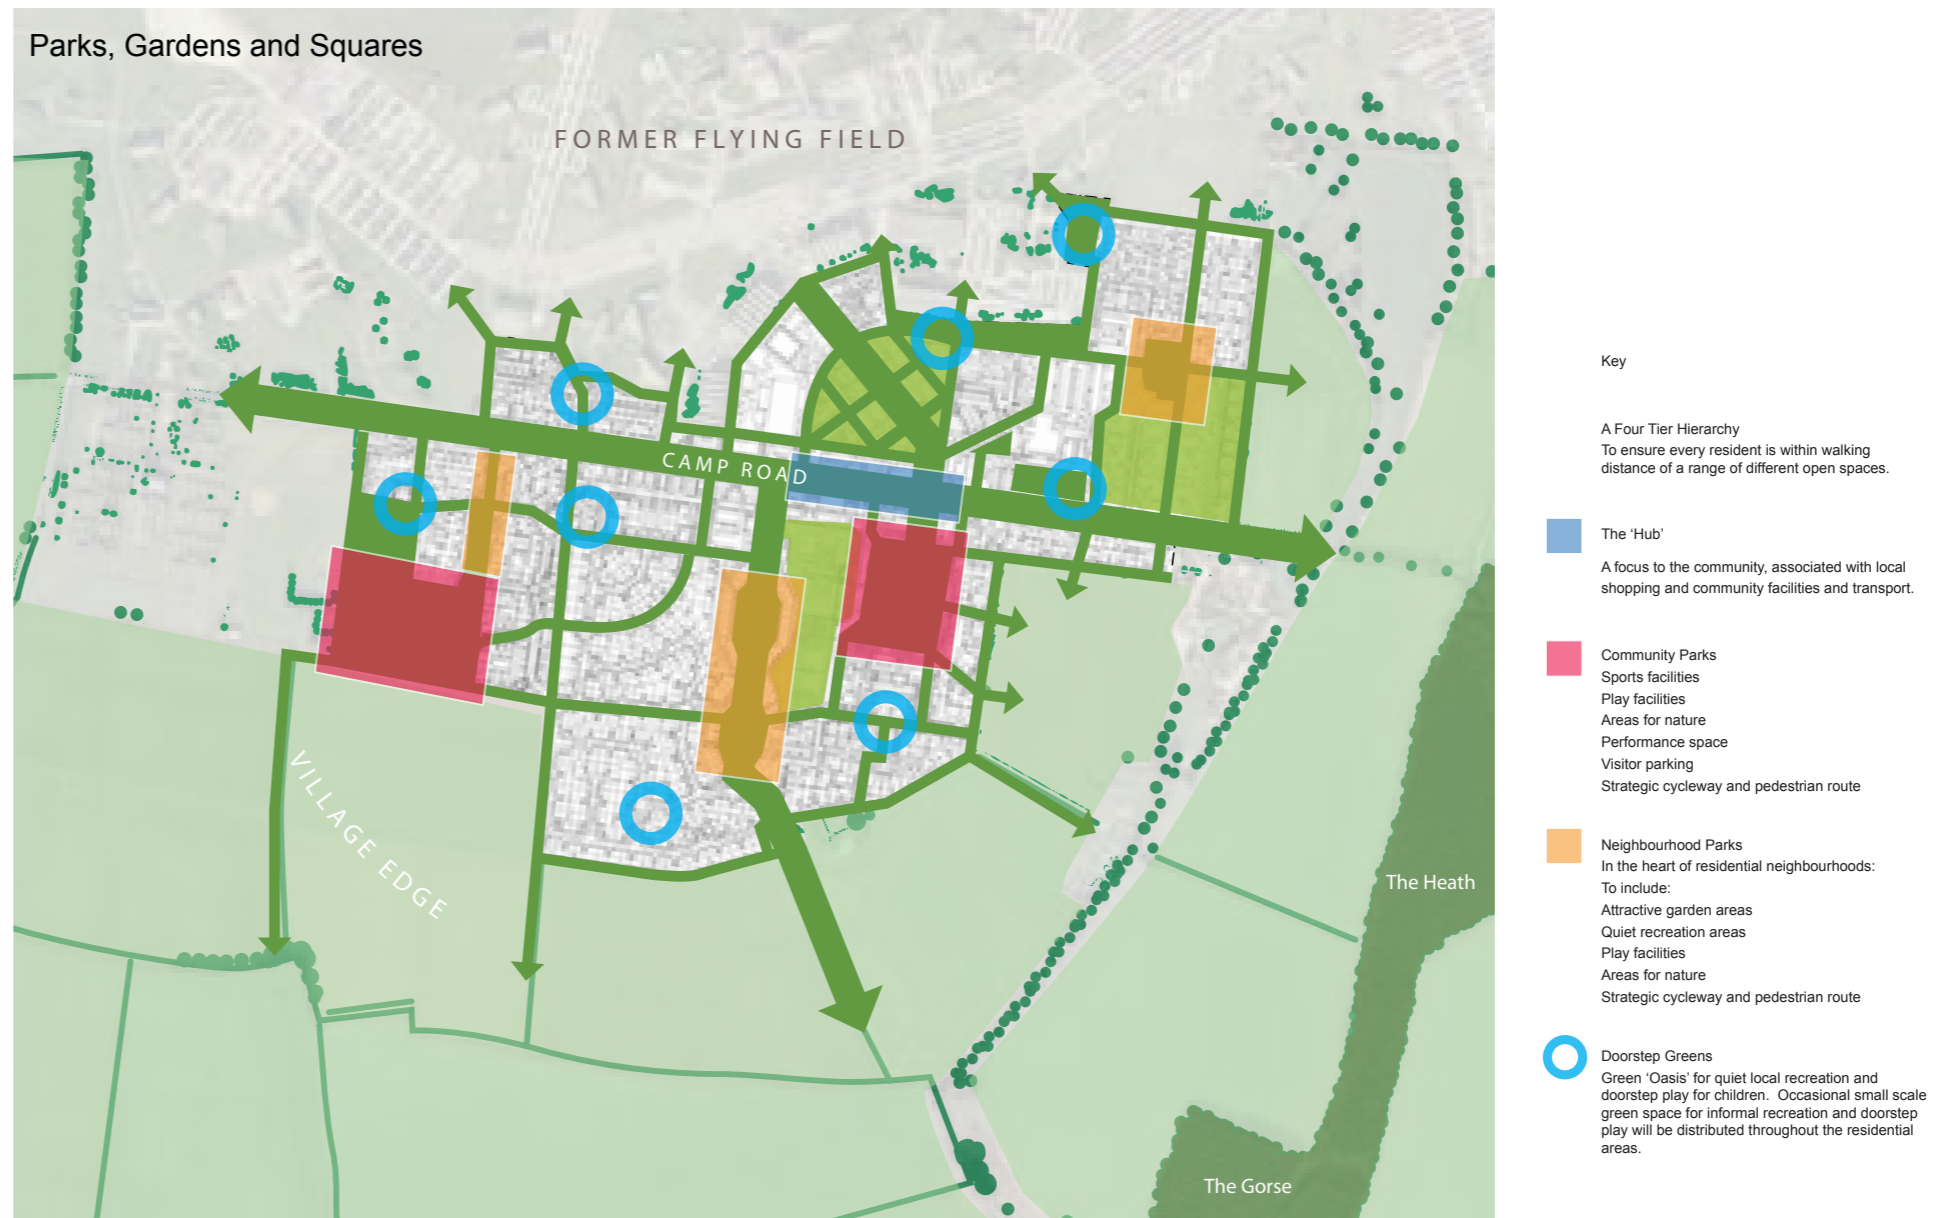 Parks, Gardens and Squares
FORMER FLYING FIELD
CAMP ROAD
VILLAGE EDGE
The Heath
The Gorse
Key
A Four Tier Hierarchy
To ensure every resident is within walking
distance of a range of different open spaces.
The ‘Hub’
A focus to the community, associated with local
shopping and community facilities and transport.
Community Parks
Sports facilities
Play facilities
Areas for nature
Performance space
Visitor parking
Strategic cycleway and pedestrian route
Neighbourhood Parks
In the heart of residential neighbourhoods:
To include:
Attractive garden areas
Quiet recreation areas
Play facilities
Areas for nature
Strategic cycleway and pedestrian route
Doorstep Greens
Green ‘Oasis’ for quiet local recreation and
doorstep play for children.  Occasional small scale
green space for informal recreation and doorstep
play will be distributed throughout the residential
areas.